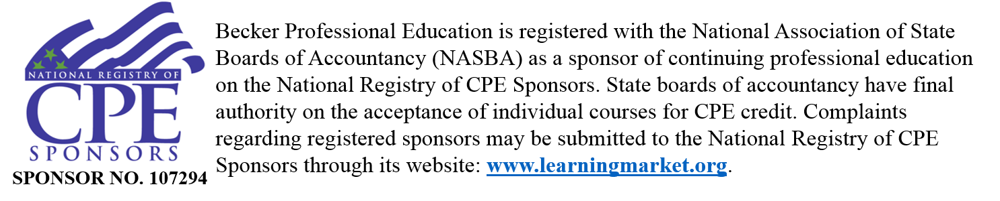 NATIONAL REGISTRY OF
CPE
SPONSORS
SPONSOR NO. 107294
Becker Professional Education is registered with the National Association of State
Boards of Accountancy (NASBA) as a sponsor of continuing professional education
on the National Registry of CPE Sponsors. State boards of accountancy have final
authority on the acceptance of individual courses for CPE credit. Complaints
regarding registered sponsors may be submitted to the National Registry of CPE
Sponsors through its website: www.learningmarket.org.